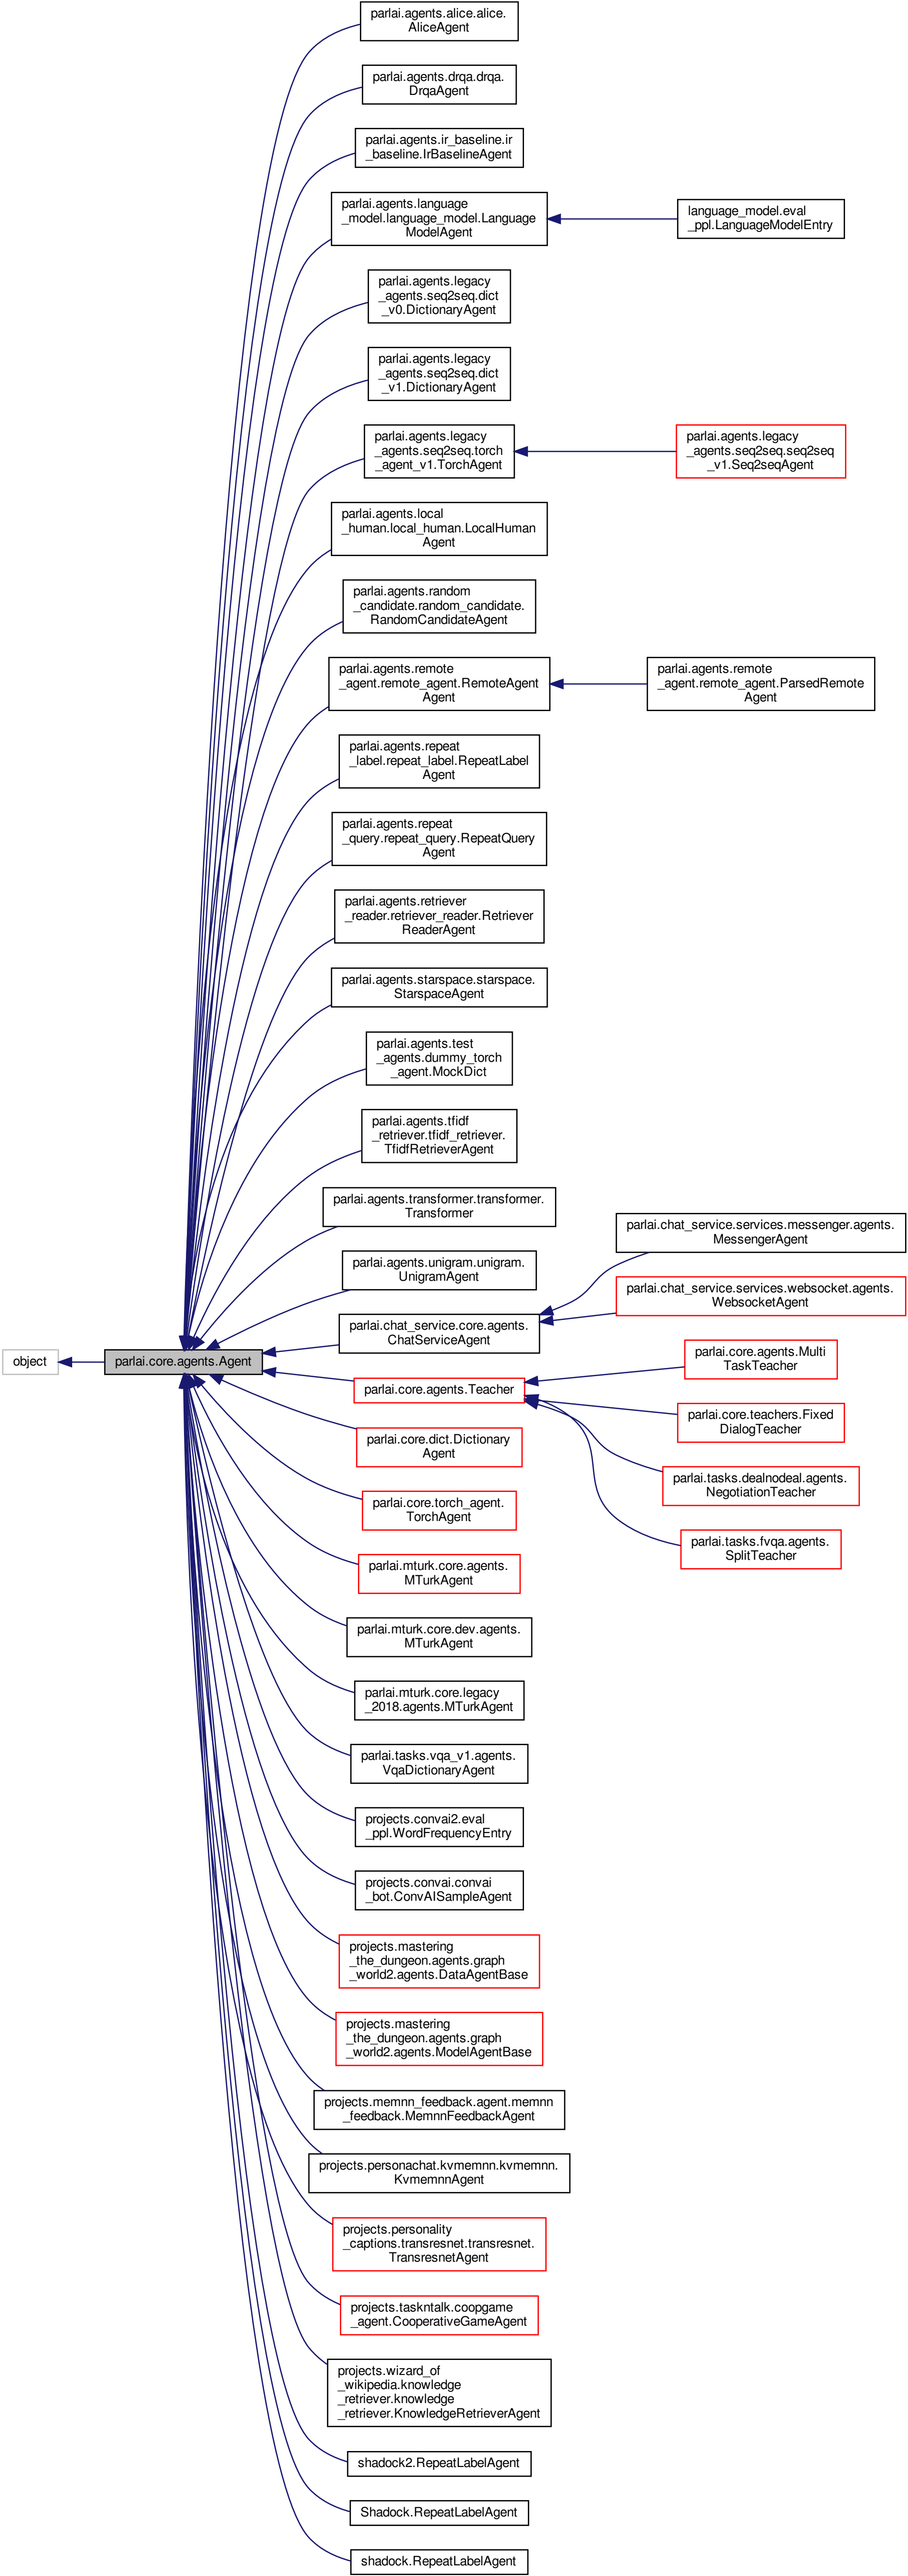 parlai.agents.alice.alice.
AliceAgent
parlai.agents.drqa.drqa.
DrqaAgent
parlai.agents.ir_baseline.ir
_baseline.IrBaselineAgent
parlai.agents.language
_model.language_model.Language
ModelAgent
language_model.eval
_ppl.LanguageModelEntry
parlai.agents.legacy
_agents.seq2seq.dict
_v0.DictionaryAgent
parlai.agents.legacy
_agents.seq2seq.dict
_v1.DictionaryAgent
parlai.agents.legacy
_agents.seq2seq.torch
_agent_v1.TorchAgent
parlai.agents.legacy
_agents.seq2seq.seq2seq
_v1.Seq2seqAgent
parlai.agents.local
_human.local_human.LocalHuman
Agent
parlai.agents.random
_candidate.random_candidate.
RandomCandidateAgent
parlai.agents.remote
_agent.remote_agent.RemoteAgent
Agent
parlai.agents.remote
_agent.remote_agent.ParsedRemote
Agent
parlai.agents.repeat
_label.repeat_label.RepeatLabel
Agent
parlai.agents.repeat
_query.repeat_query.RepeatQuery
Agent
parlai.agents.retriever
_reader.retriever_reader.Retriever
ReaderAgent
parlai.agents.starspace.starspace.
StarspaceAgent
parlai.agents.test
_agents.dummy_torch
_agent.MockDict
parlai.agents.tfidf
_retriever.tfidf_retriever.
TfidfRetrieverAgent
parlai.agents.transformer.transformer.
Transformer
parlai.agents.unigram.unigram.
UnigramAgent
parlai.chat_service.services.messenger.agents.
MessengerAgent
parlai.chat_service.services.websocket.agents.
WebsocketAgent
parlai.chat_service.core.agents.
ChatServiceAgent
object
parlai.core.agents.Agent
parlai.core.agents.Teacher
parlai.core.agents.Multi
TaskTeacher
parlai.core.teachers.Fixed
DialogTeacher
parlai.tasks.dealnodeal.agents.
NegotiationTeacher
parlai.tasks.fvqa.agents.
SplitTeacher
parlai.core.dict.Dictionary
Agent
parlai.core.torch_agent.
TorchAgent
parlai.mturk.core.agents.
MTurkAgent
parlai.mturk.core.dev.agents.
MTurkAgent
parlai.mturk.core.legacy
_2018.agents.MTurkAgent
parlai.tasks.vqa_v1.agents.
VqaDictionaryAgent
projects.convai2.eval
_ppl.WordFrequencyEntry
projects.convai.convai
_bot.ConvAISampleAgent
projects.mastering
_the_dungeon.agents.graph
_world2.agents.DataAgentBase
projects.mastering
_the_dungeon.agents.graph
_world2.agents.ModelAgentBase
projects.memnn_feedback.agent.memnn
_feedback.MemnnFeedbackAgent
projects.personachat.kvmemnn.kvmemnn.
KvmemnnAgent
projects.personality
_captions.transresnet.transresnet.
TransresnetAgent
projects.taskntalk.coopgame
_agent.CooperativeGameAgent
projects.wizard_of
_wikipedia.knowledge
_retriever.knowledge
_retriever.KnowledgeRetrieverAgent
shadock2.RepeatLabelAgent
Shadock.RepeatLabelAgent
shadock.RepeatLabelAgent